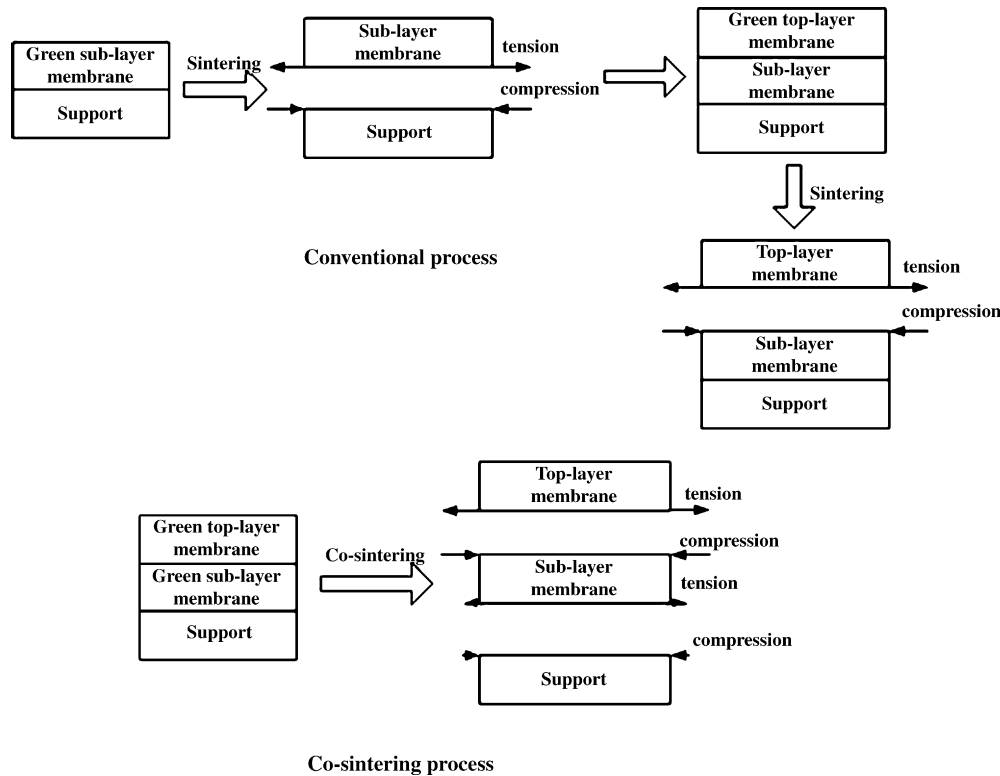 Green sub-layer
membrane
Support
Sintering
Sub-layer
membrane
tension
compression
Support
Green top-layer
membrane
Sub-layer
membrane
Support
Sintering
Conventional process
Top-layer
membrane
tension
compression
Sub-layer
membrane
Support
Green top-layer
membrane
Green sub-layer
membrane
Support
Co-sintering
Top-layer
membrane
tension
compression
Sub-layer
membrane
tension
compression
Support
Co-sintering process